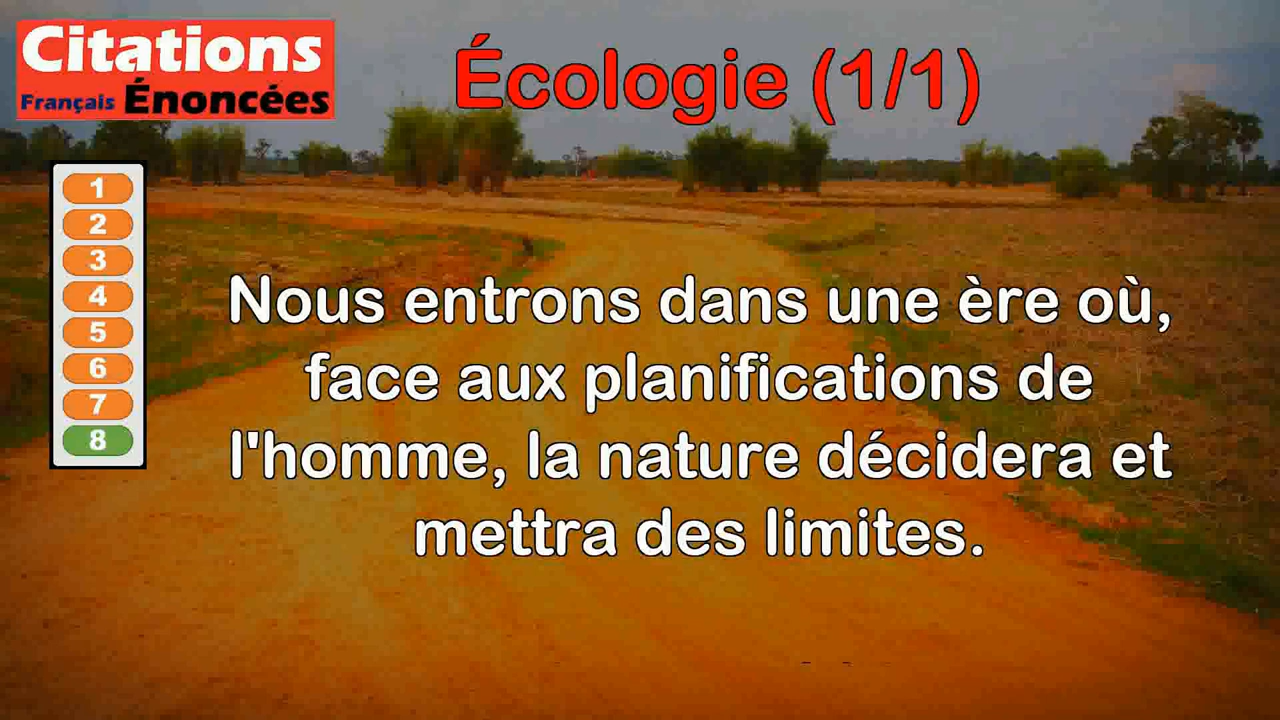 Citations
Français Énoncées
Écologie (1/1)
1
2
3
4
5
6
7
8
Nous entrons dans une ère où,
face aux planifications de
l'homme, la nature décidera et
mettra des limites.